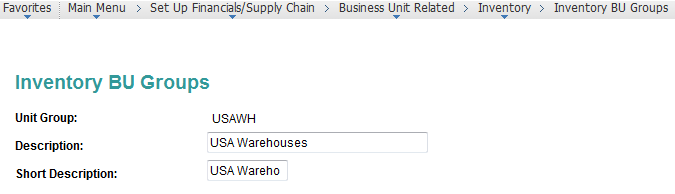 Favorites Main Menu > Set Up Financials/Supply Chain > Business Unit Related > Inventory > Inventory BU Groups
Inventory BU Groups
Unit Group: USAWH
Description: USA Warehouses
Short Description: USA Wareho